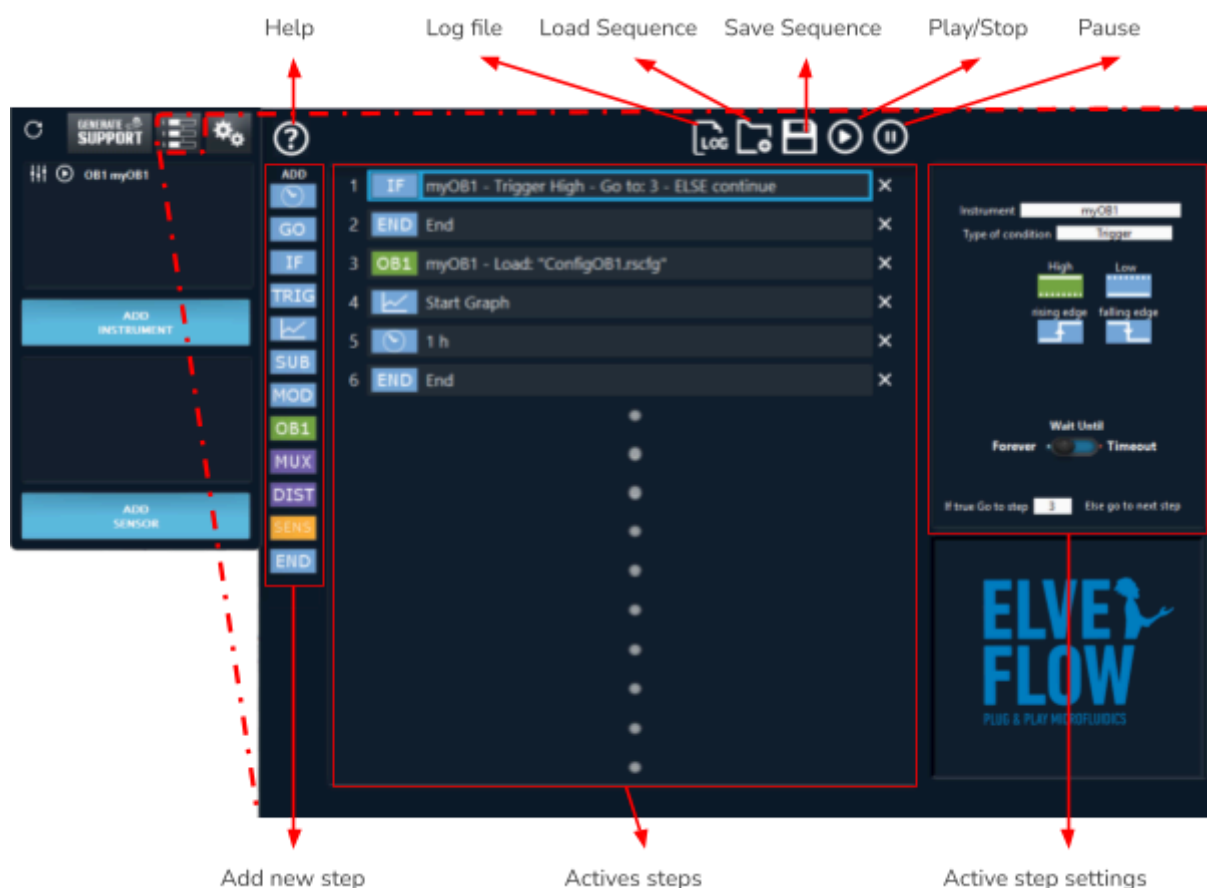 Help
Log file
Load Sequence
Save Sequence
Play/Stop
Pause
GENERATE
SUPPORT
OB1 myOB1
ADD
INSTRUMENT
ADD
SENSOR
?
LOG
ADD
GO
IF
TRIG
SUB
MOD
OB1
MUX
DIST
SENS
END
1 IF myOB1 - Trigger High - Go to: 3 - ELSE continue ×
2 END End ×
3 OB1 myOB1 - Load: "ConfigOB1.rscfg" ×
4 Start Graph ×
5 1 h ×
6 END End ×
Instrument myOB1
Type of condition Trigger
High Low
rising edge falling edge
Wait Until
Forever Timeout
If true Go to step 3 Else go to next step
ELVE
FLOW
PLUG & PLAY MICROFLUIDICS
Add new step
Actives steps
Active step settings